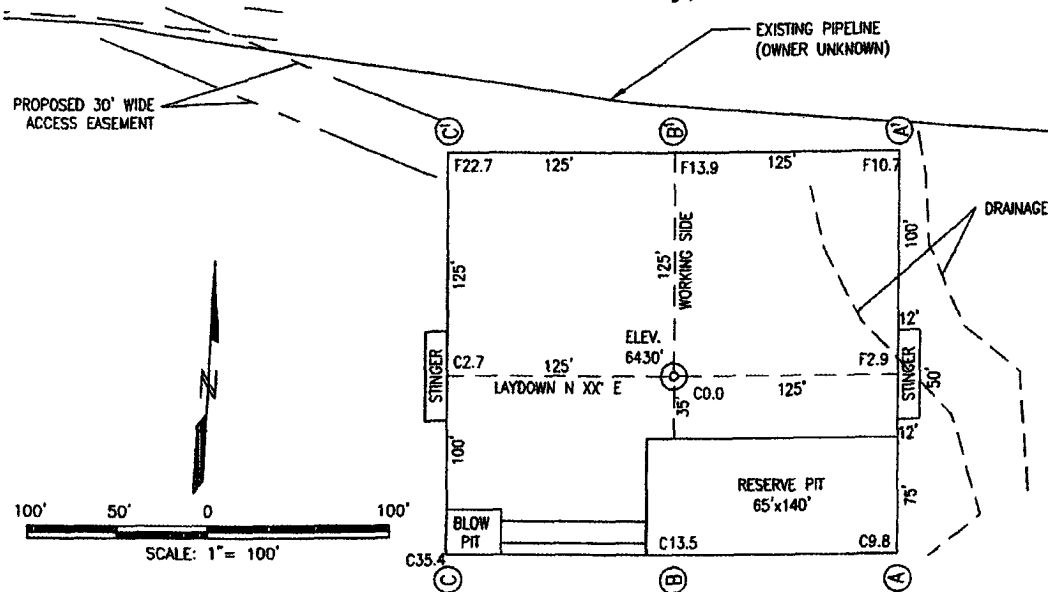 EXISTING PIPELINE
(OWNER UNKNOWN)
PROPOSED 30' WIDE
ACCESS EASEMENT
C'
B'
A'
F22.7
125'
F13.9
125'
F10.7
DRAINAGE
100'
125'
125'
WORKING SIDE
12'
ELEV.
6430'
STINGER
C2.7
125'
F2.9
STINGER
50'
LAYDOWN N XX° E
C0.0
125'
35'
N
12'
100'
RESERVE PIT
65'x140'
75'
100' 50' 0 100'
SCALE: 1"= 100'
BLOW
PIT
C35.4
C13.5
C9.8
C
B
A